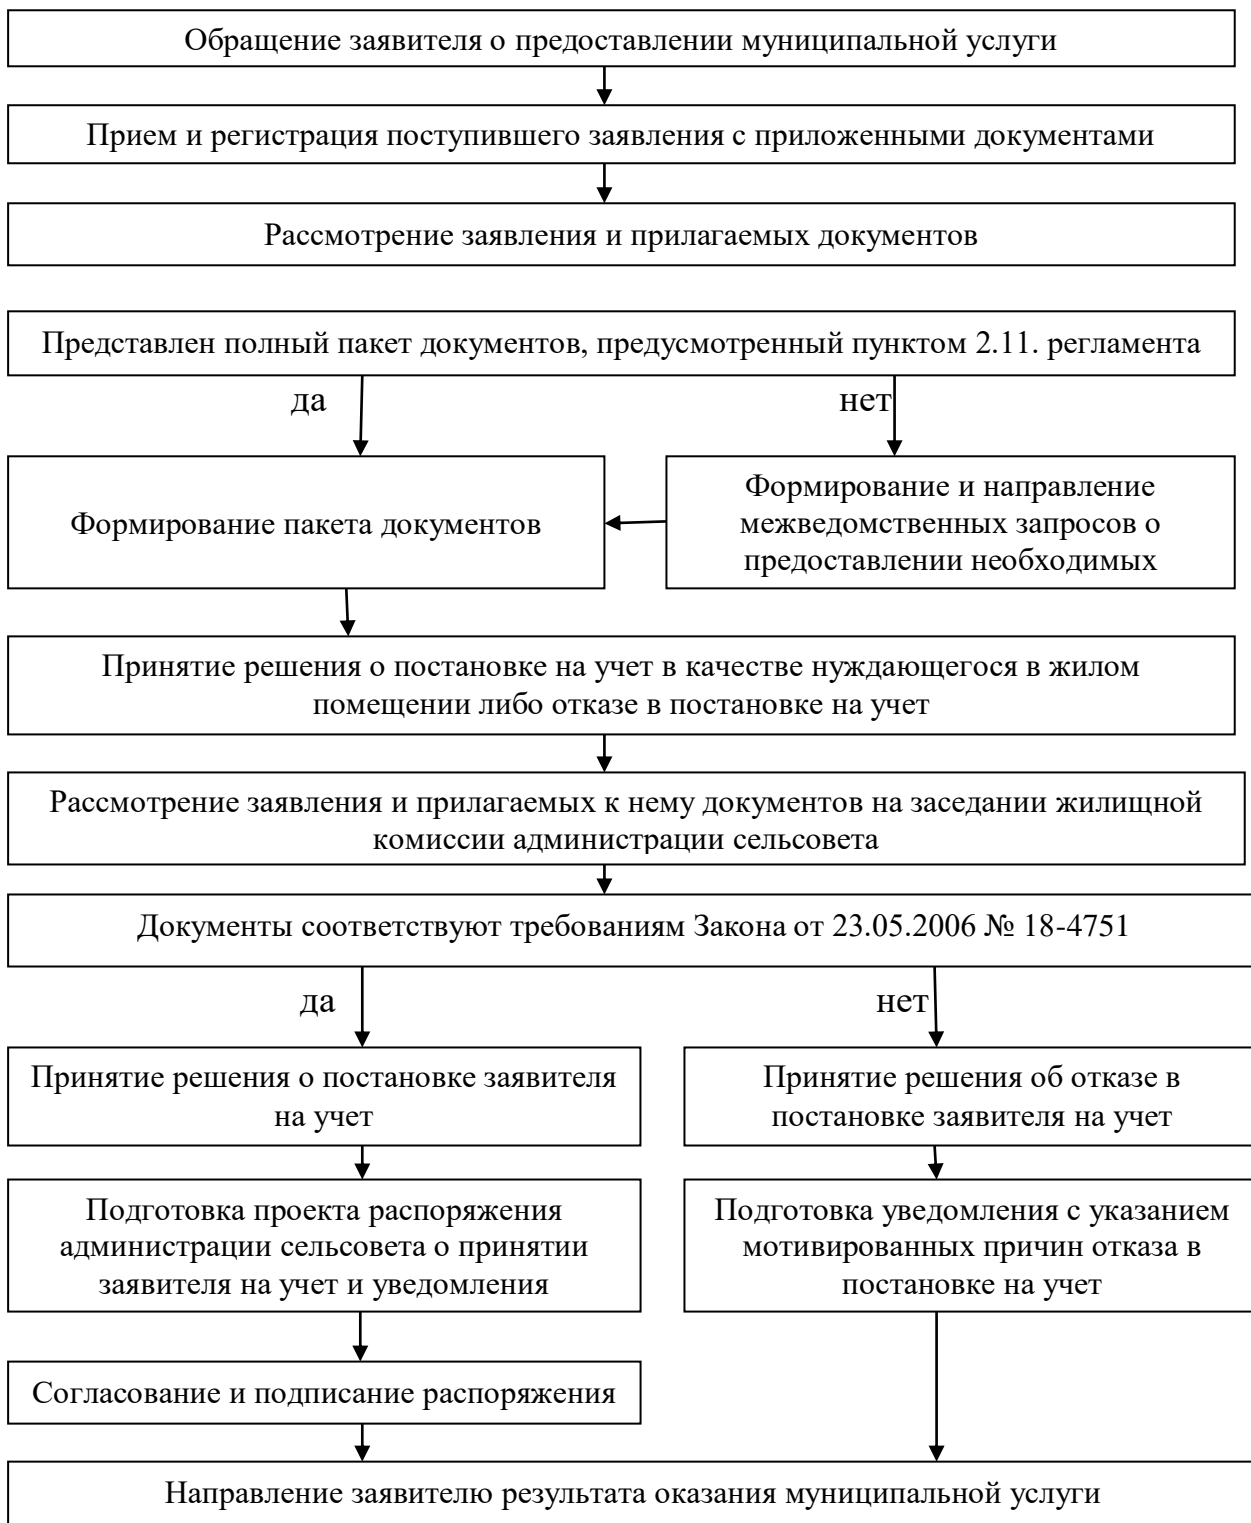 Обращение заявителя о предоставлении муниципальной услуги
Прием и регистрация поступившего заявления с приложенными документами
Рассмотрение заявления и прилагаемых документов
Представлен полный пакет документов, предусмотренный пунктом 2.11. регламента
да
нет
Формирование пакета документов
Формирование и направление
межведомственных запросов о
предоставлении необходимых
Принятие решения о постановке на учет в качестве нуждающегося в жилом
помещении либо отказе в постановке на учет
Рассмотрение заявления и прилагаемых к нему документов на заседании жилищной
комиссии администрации сельсовета
Документы соответствуют требованиям Закона от 23.05.2006 № 18-4751
да
нет
Принятие решения о постановке заявителя
на учет
Принятие решения об отказе в
постановке заявителя на учет
Подготовка проекта распоряжения
администрации сельсовета о принятии
заявителя на учет и уведомления
Подготовка уведомления с указанием
мотивированных причин отказа в
постановке на учет
Согласование и подписание распоряжения
Направление заявителю результата оказания муниципальной услуги